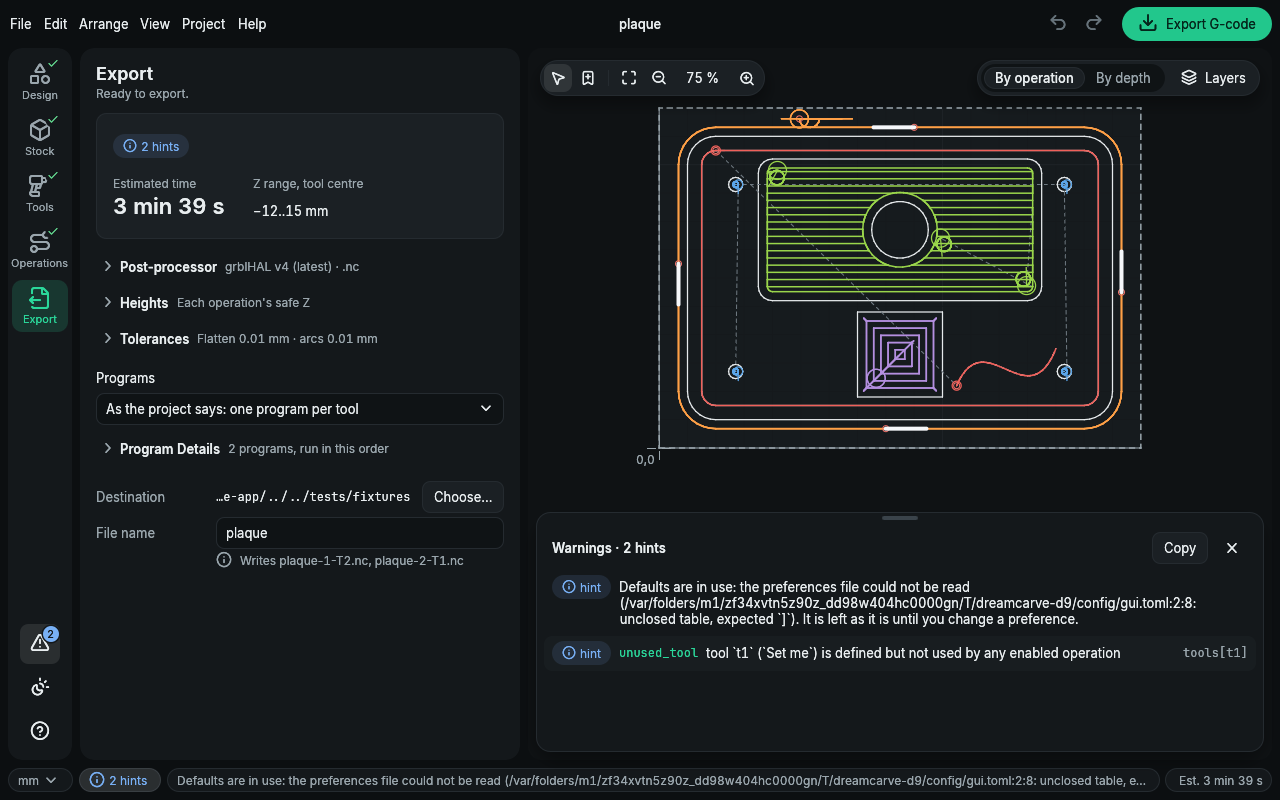 File Edit Arrange View Project Help
plaque
Export G-code
Design
Stock
Tools
Operations
Export
2
Export
Ready to export.
2 hints
Estimated time
3 min 39 s
Z range, tool centre
−12..15 mm
Post-processor grblHAL v4 (latest) · .nc
Heights Each operation's safe Z
Tolerances Flatten 0.01 mm · arcs 0.01 mm
Programs
As the project says: one program per tool
Program Details 2 programs, run in this order
Destination …e-app/../../tests/fixtures Choose...
File name plaque
Writes plaque-1-T2.nc, plaque-2-T1.nc
75 %
By operation By depth Layers
0,0
Warnings · 2 hints
Copy
hint Defaults are in use: the preferences file could not be read
(/var/folders/m1/zf34xvtn5z90z_dd98w404hc0000gn/T/dreamcarve-d9/config/gui.toml:2:8:
unclosed table, expected `]`). It is left as it is until you change a preference.
hint unused_tool tool `t1` (`Set me`) is defined but not used by any enabled operation tools[t1]
mm
2 hints
Defaults are in use: the preferences file could not be read (/var/folders/m1/zf34xvtn5z90z_dd98w404hc0000gn/T/dreamcarve-d9/config/gui.toml:2:8: unclosed table, e…
Est. 3 min 39 s